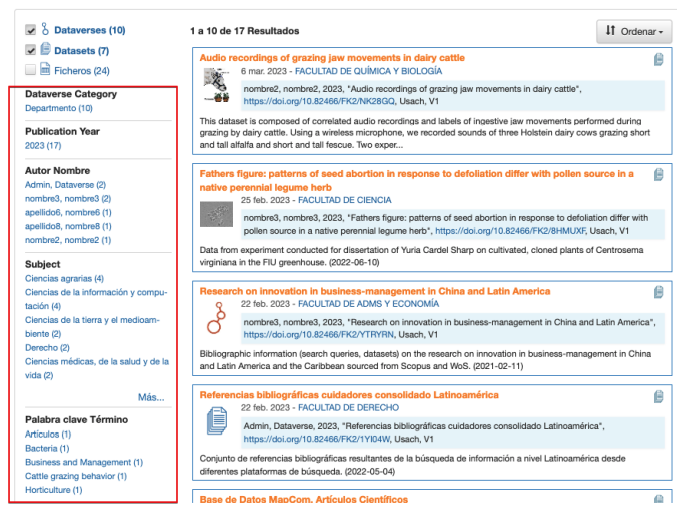 Dataverses (10)
Datasets (7)
Ficheros (24)
Dataverse Category
Departmento (10)
Publication Year
2023 (17)
Autor Nombre
Admin, Dataverse (2)
nombre3, nombre3 (2)
apellido6, nombre6 (1)
apellido8, nombre8 (1)
nombre2, nombre2 (1)
Subject
Ciencias agrarias (4)
Ciencias de la información y compu-
tación (4)
Ciencias de la tierra y el medioam-
biente (2)
Derecho (2)
Ciencias médicas, de la salud y de la
vida (2)
Más...
Palabra clave Término
Artículos (1)
Bacteria (1)
Business and Management (1)
Cattle grazing behavior (1)
Horticulture (1)
1 a 10 de 17 Resultados
Ordenar
Audio recordings of grazing jaw movements in dairy cattle
6 mar. 2023 - FACULTAD DE QUÍMICA Y BIOLOGÍA
nombre2, nombre2, 2023, "Audio recordings of grazing jaw movements in dairy cattle",
https://doi.org/10.82466/FK2/NK28GQ, Usach, V1
This dataset is composed of correlated audio recordings and labels of ingestive jaw movements performed during
grazing by dairy cattle. Using a wireless microphone, we recorded sounds of three Holstein dairy cows grazing short
and tall alfalfa and short and tall fescue. Two exper...
Fathers figure: patterns of seed abortion in response to defoliation differ with pollen source in a
native perennial legume herb
25 feb. 2023 - FACULTAD DE CIENCIA
nombre3, nombre3, 2023, "Fathers figure: patterns of seed abortion in response to defoliation differ with
pollen source in a native perennial legume herb", https://doi.org/10.82466/FK2/8HMUXF, Usach, V1
Data from experiment conducted for dissertation of Yuria Cardel Sharp on cultivated, cloned plants of Centrosema
virginiana in the FIU greenhouse. (2022-06-10)
Research on innovation in business-management in China and Latin America
22 feb. 2023 - FACULTAD DE ADMS Y ECONOMÍA
nombre3, nombre3, 2023, "Research on innovation in business-management in China and Latin America",
https://doi.org/10.82466/FK2/YTRYRN, Usach, V1
Bibliographic information (search queries, datasets) on the research on innovation in business-management in China
and Latin America and the Caribbean sourced from Scopus and WoS. (2021-02-11)
Referencias bibliográficas cuidadores consolidado Latinoamérica
22 feb. 2023 - FACULTAD DE DERECHO
Admin, Dataverse, 2023, "Referencias bibliográficas cuidadores consolidado Latinoamérica",
https://doi.org/10.82466/FK2/1YI04W, Usach, V1
Conjunto de referencias bibliográficas resultantes de la búsqueda de información a nivel Latinoamérica desde
diferentes plataformas de búsqueda. (2022-05-04)
Base de Datos MapCom. Artículos Científicos